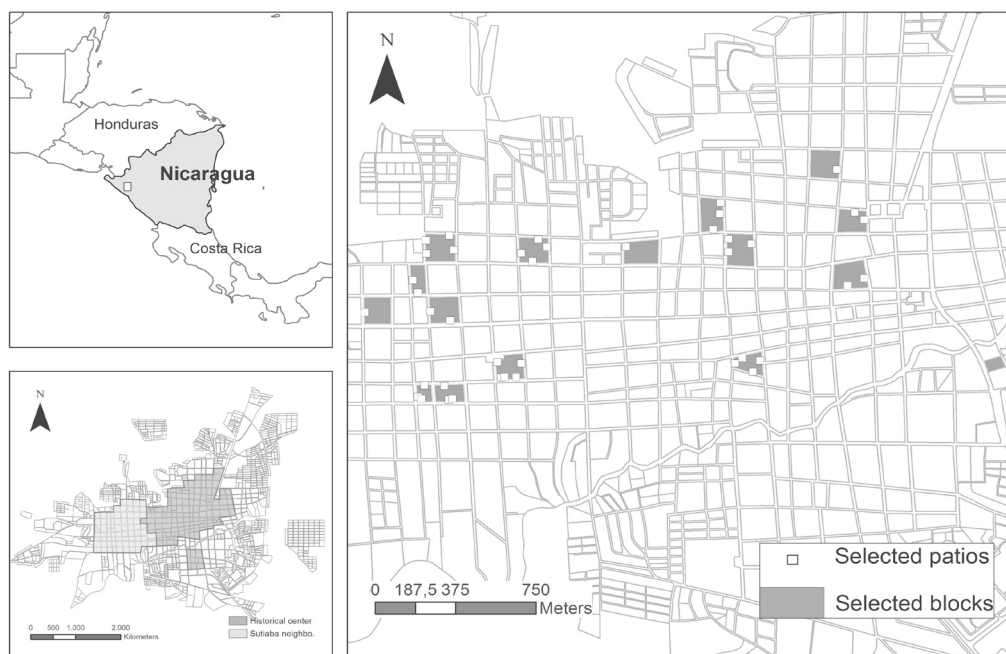 Honduras
Nicaragua
Costa Rica
N
0 500 1.000 2.000
Kilometers
Historical center
Sutiaba neighbo.
N
0 187,5 375 750
Meters
Selected patios
Selected blocks